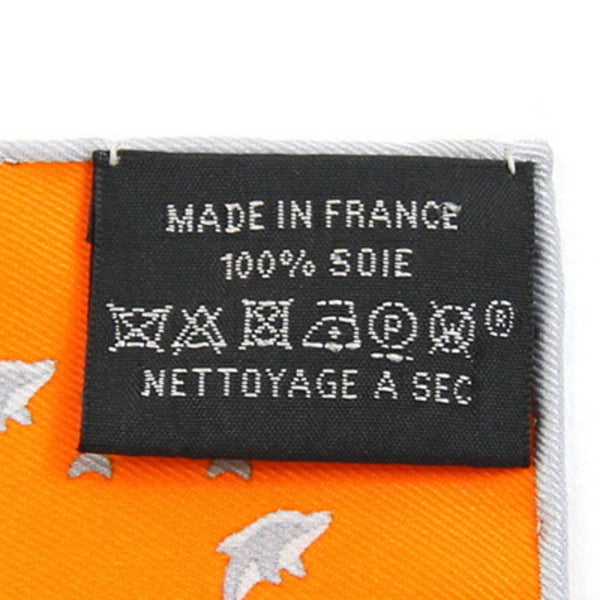 MADE IN FRANCE
100% SOIE
P W ®
NETTOYAGE A SEC